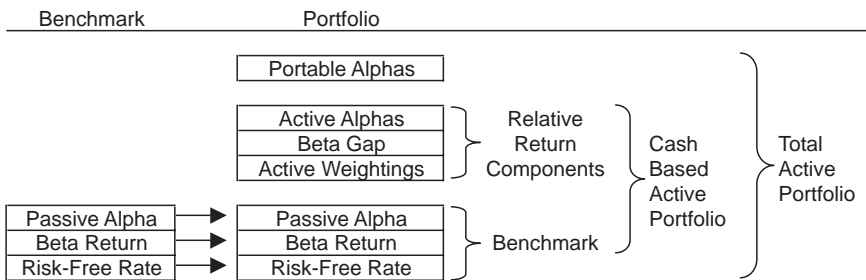 Benchmark Portfolio
Portable Alphas
Active Alphas
Beta Gap
Active Weightings
Relative
Return
Components
Cash
Based
Active
Portfolio
Total
Active
Portfolio
Passive Alpha
Beta Return
Risk-Free Rate
Passive Alpha
Beta Return
Risk-Free Rate
Benchmark